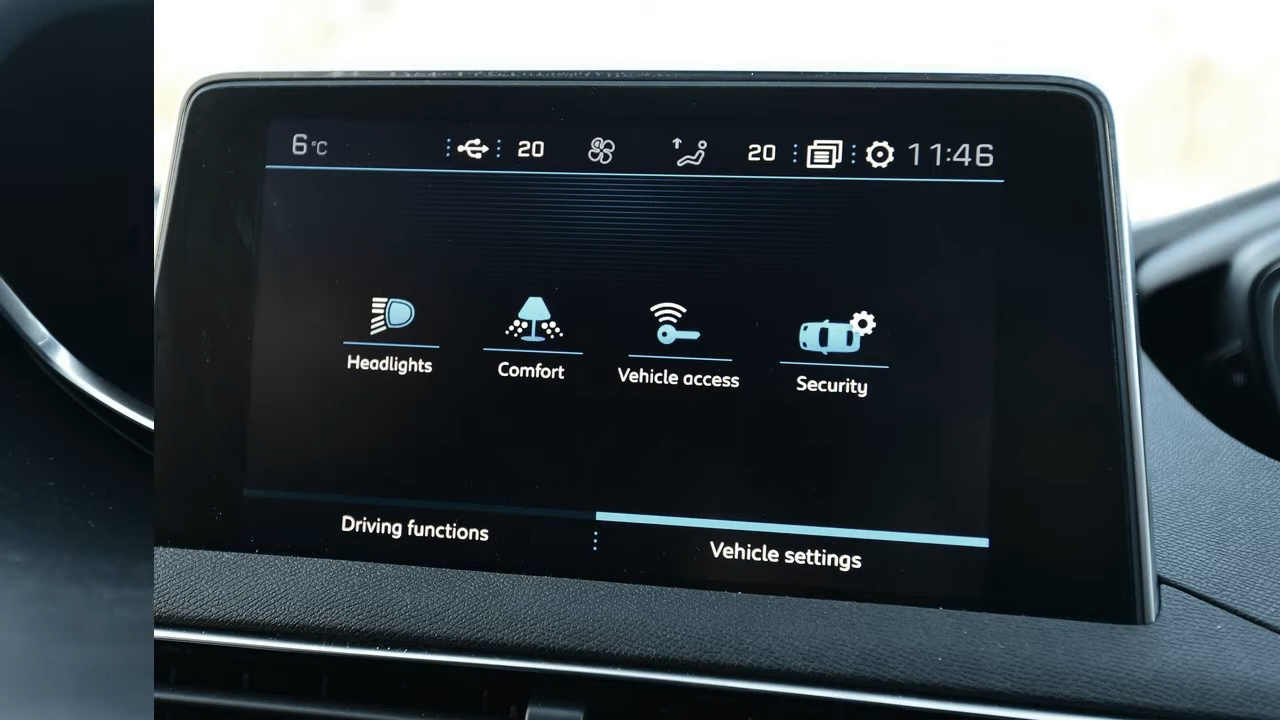 6°C 20 20 11:46
Headlights Comfort Vehicle access Security
Driving functions Vehicle settings